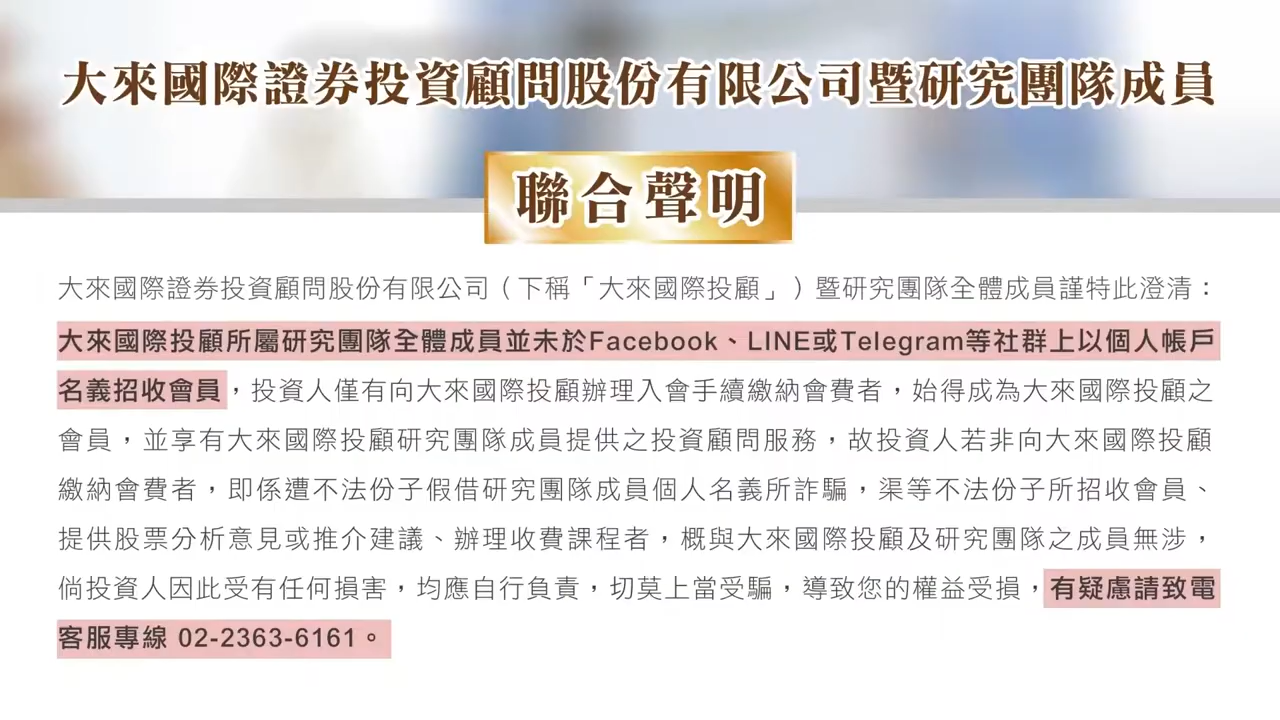 大來國際證券投資顧問股份有限公司暨研究團隊成員
聯合聲明
大來國際證券投資顧問股份有限公司（下稱「大來國際投顧」）暨研究團隊全體成員謹特此澄清：
大來國際投顧所屬研究團隊全體成員並未於Facebook、LINE或Telegram等社群上以個人帳戶
名義招收會員，投資人僅有向大來國際投顧辦理入會手續繳納會費者，始得成為大來國際投顧之
會員，並享有大來國際投顧研究團隊成員提供之投資顧問服務，故投資人若非向大來國際投顧
繳納會費者，即係遭不法份子假借研究團隊成員個人名義所詐騙，渠等不法份子所招收會員、
提供股票分析意見或推介建議、辦理收費課程者，概與大來國際投顧及研究團隊之成員無涉，
倘投資人因此受有任何損害，均應自行負責，切莫上當受騙，導致您的權益受損，有疑慮請致電
客服專線 02-2363-6161。